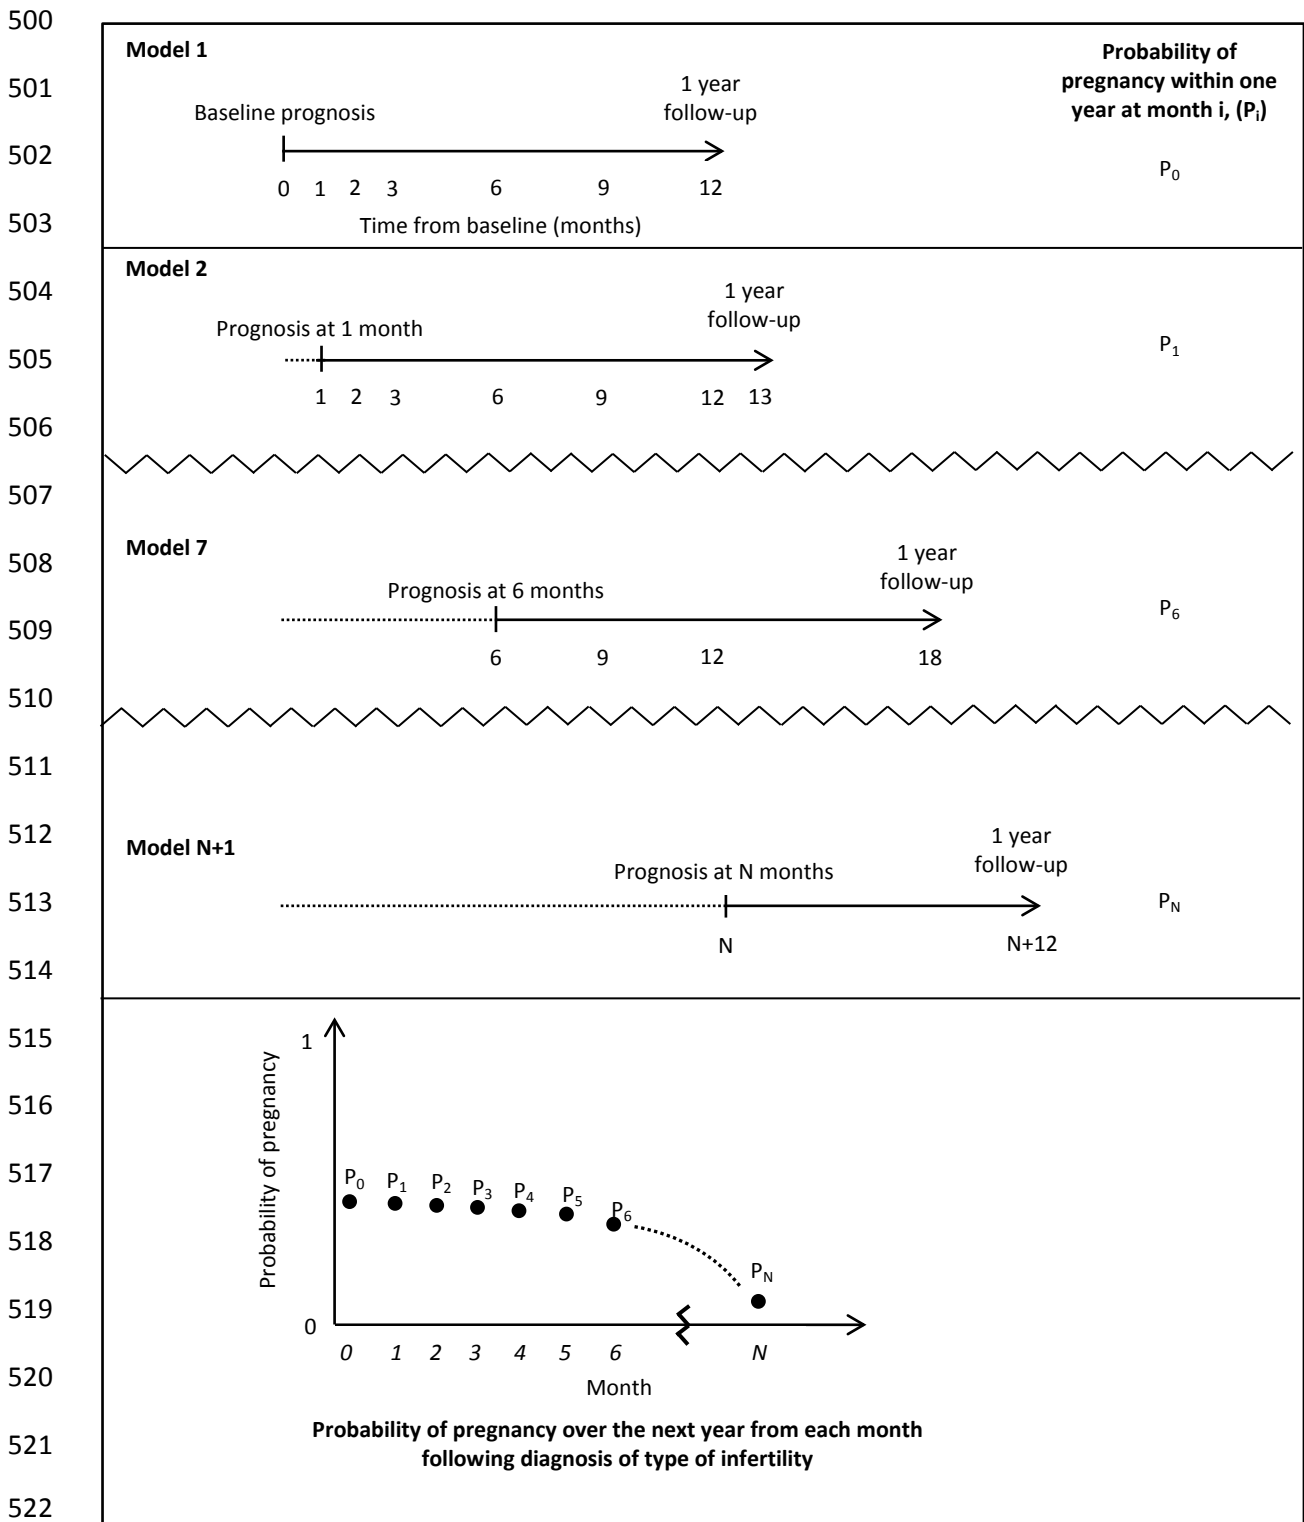 500
Model 1
Probability of
501
1 year
pregnancy within one
Baseline prognosis
follow-up
year at month i, (Pi)
502
P0
0 1 2 3 6 9 12
503
Time from baseline (months)
Model 2
504
1 year
follow-up
Prognosis at 1 month
505
P1
1 2 3 6 9 12 13
506
507
Model 7
508
1 year
follow-up
Prognosis at 6 months
509
P6
6 9 12 18
510
511
512
Model N+1
1 year
follow-up
Prognosis at N months
513
PN
N N+12
514
515
1
Probability of pregnancy
516
517
P0 P1 P2 P3 P4 P5 P6
518
PN
519
0
0 1 2 3 4 5 6 N
520
Month
521
Probability of pregnancy over the next year from each month
following diagnosis of type of infertility
522